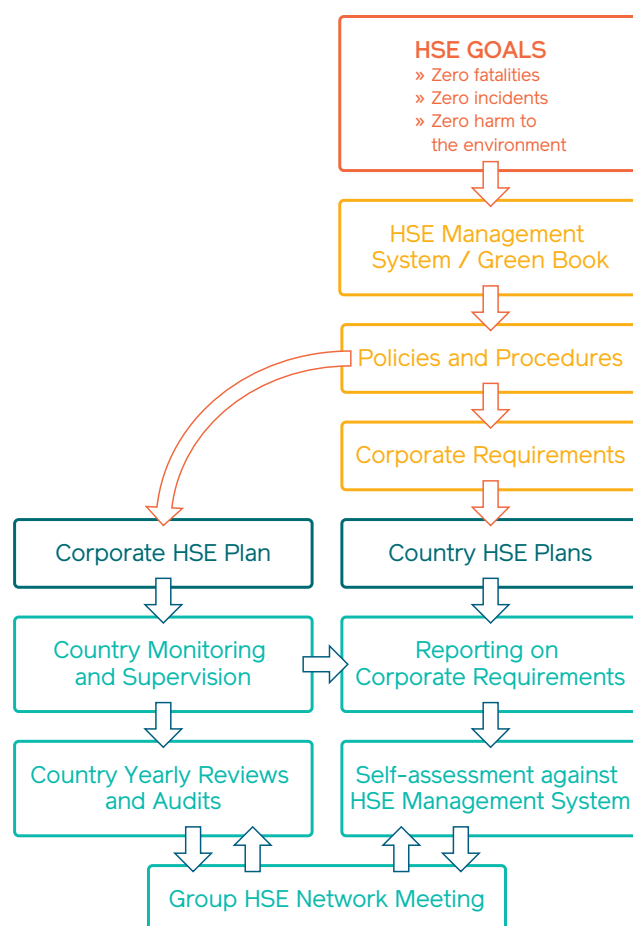 HSE GOALS
» Zero fatalities
» Zero incidents
» Zero harm to
the environment
HSE Management
System / Green Book
Policies and Procedures
Corporate Requirements
Corporate HSE Plan
Country HSE Plans
Country Monitoring
and Supervision
Reporting on
Corporate Requirements
Country Yearly Reviews
and Audits
Self-assessment against
HSE Management System
Group HSE Network Meeting